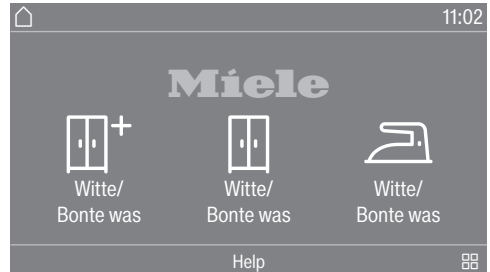 11:02
Miele
Witte/
Bonte was
Witte/
Bonte was
Witte/
Bonte was
Help